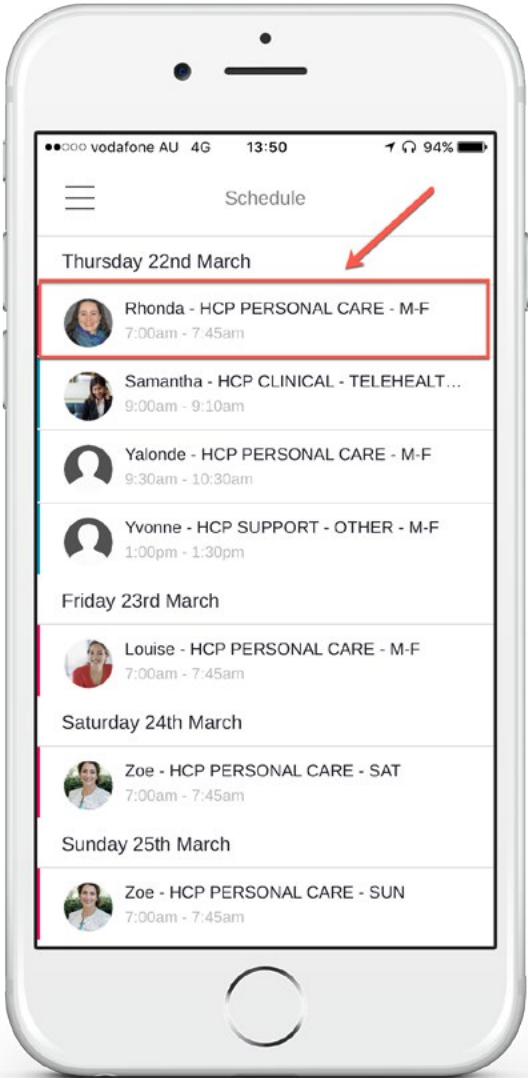 vodafone AU 4G 13:50 94%
Schedule
Thursday 22nd March
Rhonda - HCP PERSONAL CARE - M-F
7:00am - 7:45am
Samantha - HCP CLINICAL - TELEHEALT...
9:00am - 9:10am
Yalonde - HCP PERSONAL CARE - M-F
9:30am - 10:30am
Yvonne - HCP SUPPORT - OTHER - M-F
1:00pm - 1:30pm
Friday 23rd March
Louise - HCP PERSONAL CARE - M-F
7:00am - 7:45am
Saturday 24th March
Zoe - HCP PERSONAL CARE - SAT
7:00am - 7:45am
Sunday 25th March
Zoe - HCP PERSONAL CARE - SUN
7:00am - 7:45am